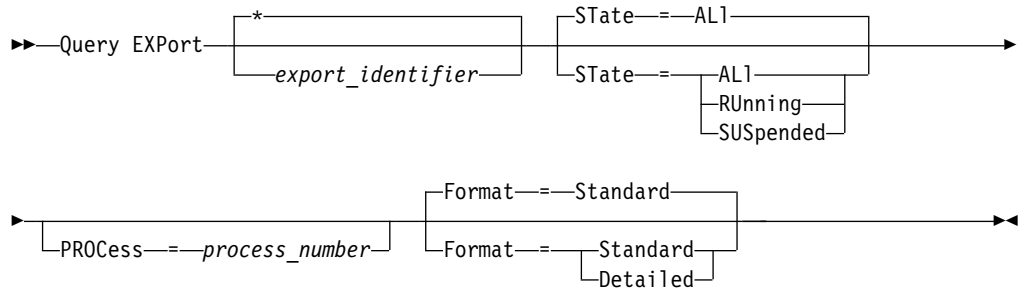 *
STate = ALl
Query EXPort
export_identifier
STate = ALl
RUnning
SUSpended
Format = Standard
PROCess = process_number
Format = Standard
Detailed